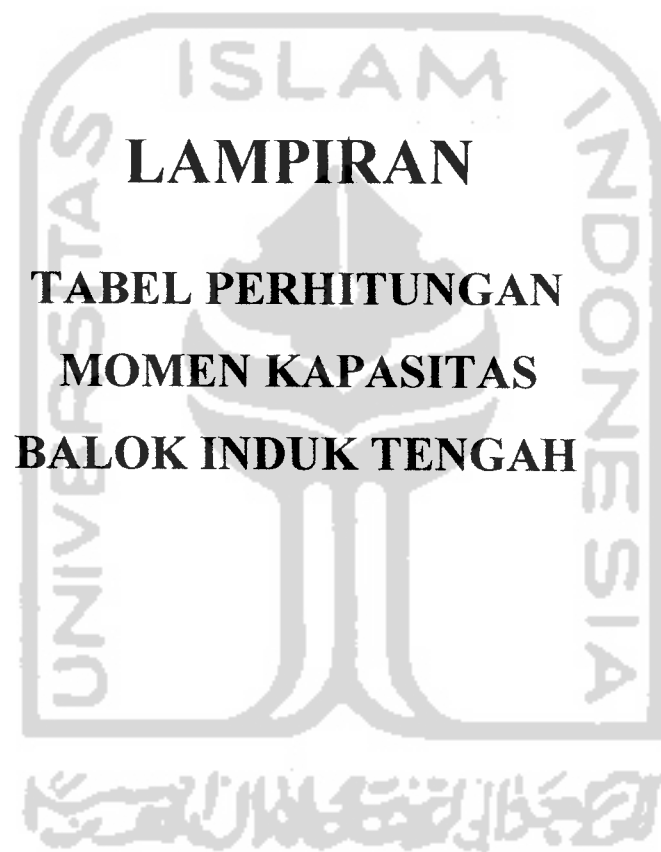 LAMPIRAN
TABEL PERHITUNGAN
MOMEN KAPASITAS
BALOK INDUK TENGAH
UNIVERSITAS
ISLAM
INDONESIA